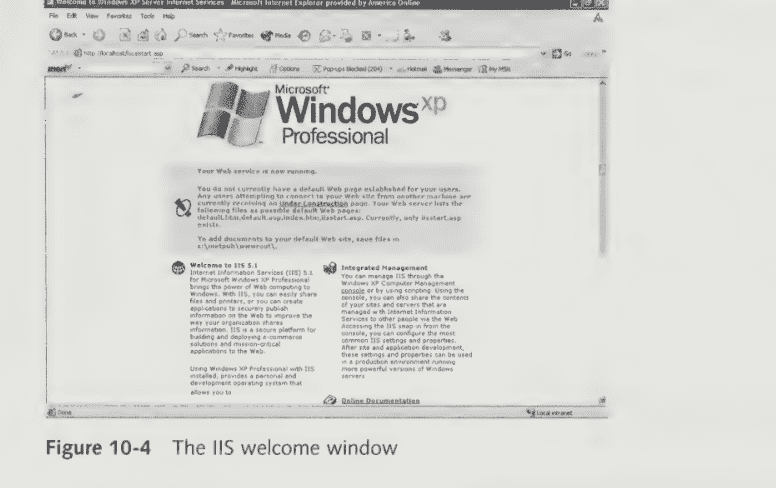 Welcome to Windows XP Server Internet Services Microsoft Internet Explorer provided by America Online
File Edit View Favorites Tools Help
Back Search Favorites Media
http://localhost/iisstart.asp Go
Search Highlight Options Pop-ups Blocked (204) Hotmail Messenger My MSN
Microsoft
Windows xp
Professional
Your Web service is now running.
You do not currently have a default Web page established for your users.
Any users attempting to connect to your Web site from another machine are
currently receiving an Under Construction page. Your Web server lists the
following files as possible default Web pages:
default.htm,default.asp,index.htm,iisstart.asp. Currently, only iisstart.asp
exists.
To add documents to your default Web site, save files in
c:\inetpub\wwwroot\.
Welcome to IIS 5.1
Internet Information Services (IIS) 5.1
for Microsoft Windows XP Professional
brings the power of Web computing to
Windows. With IIS, you can easily share
files and printers, or you can create
applications to securely publish
information on the Web to improve the
way your organization shares
information. IIS is a secure platform for
building and deploying e-commerce
solutions and mission-critical
applications to the Web.
Using Windows XP Professional with IIS
installed, provides a personal and
development operating system that
allows you to
Integrated Management
You can manage IIS through the
Windows XP Computer Management
console or by using scripting. Using the
console, you can also share the contents
of your sites and servers that are
managed with Internet Information
Services to other people via the Web
Accessing the IIS snap-in from the
console, you can configure the most
common IIS settings and properties.
After site and application development,
these settings and properties can be used
in a production environment running
more powerful versions of Windows
servers
Online Documentation
Done Local intranet
Figure 10-4 The IIS welcome window